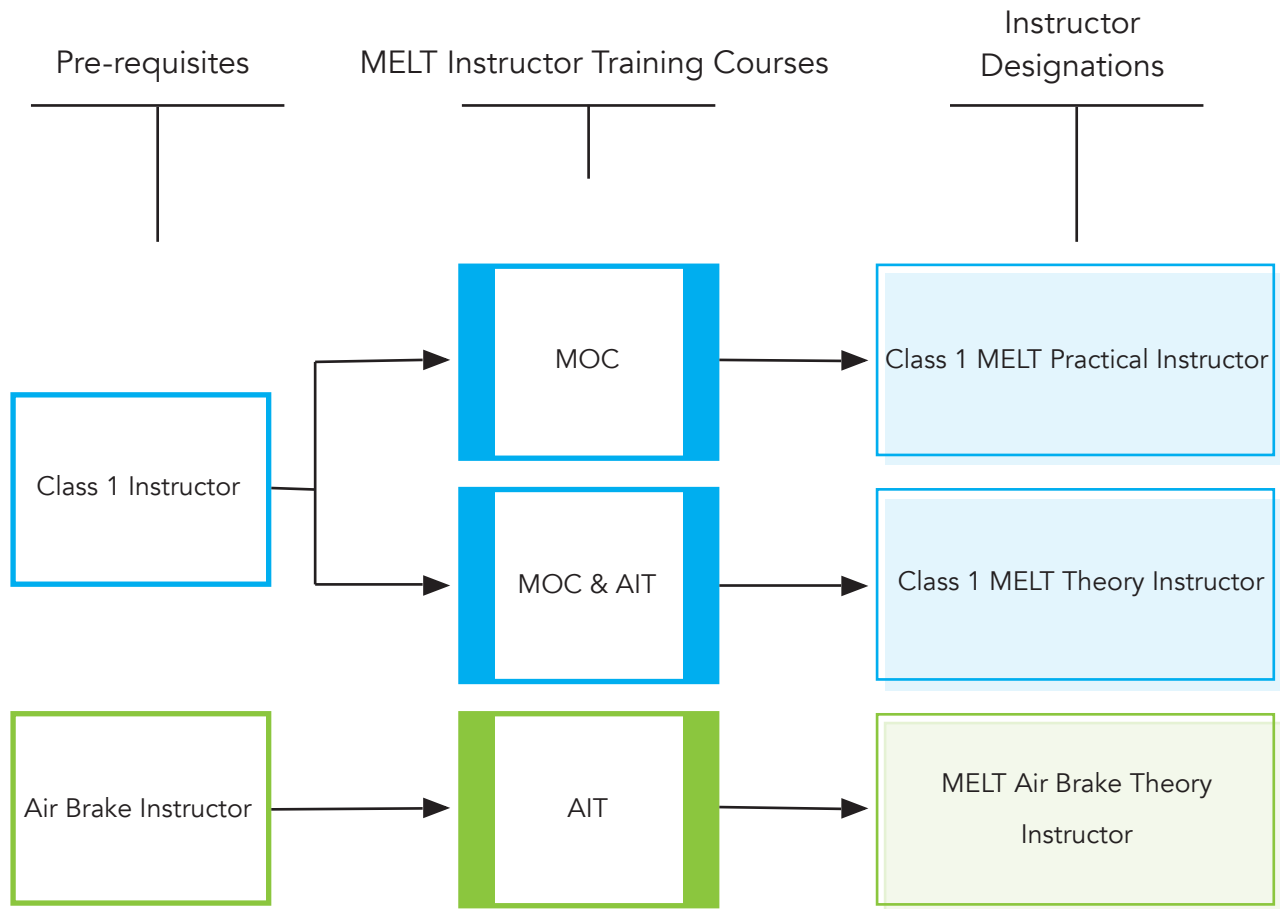 Pre-requisites
MELT Instructor Training Courses
Instructor
Designations
MOC
Class 1 MELT Practical Instructor
Class 1 Instructor
MOC & AIT
Class 1 MELT Theory Instructor
Air Brake Instructor
AIT
MELT Air Brake Theory
Instructor